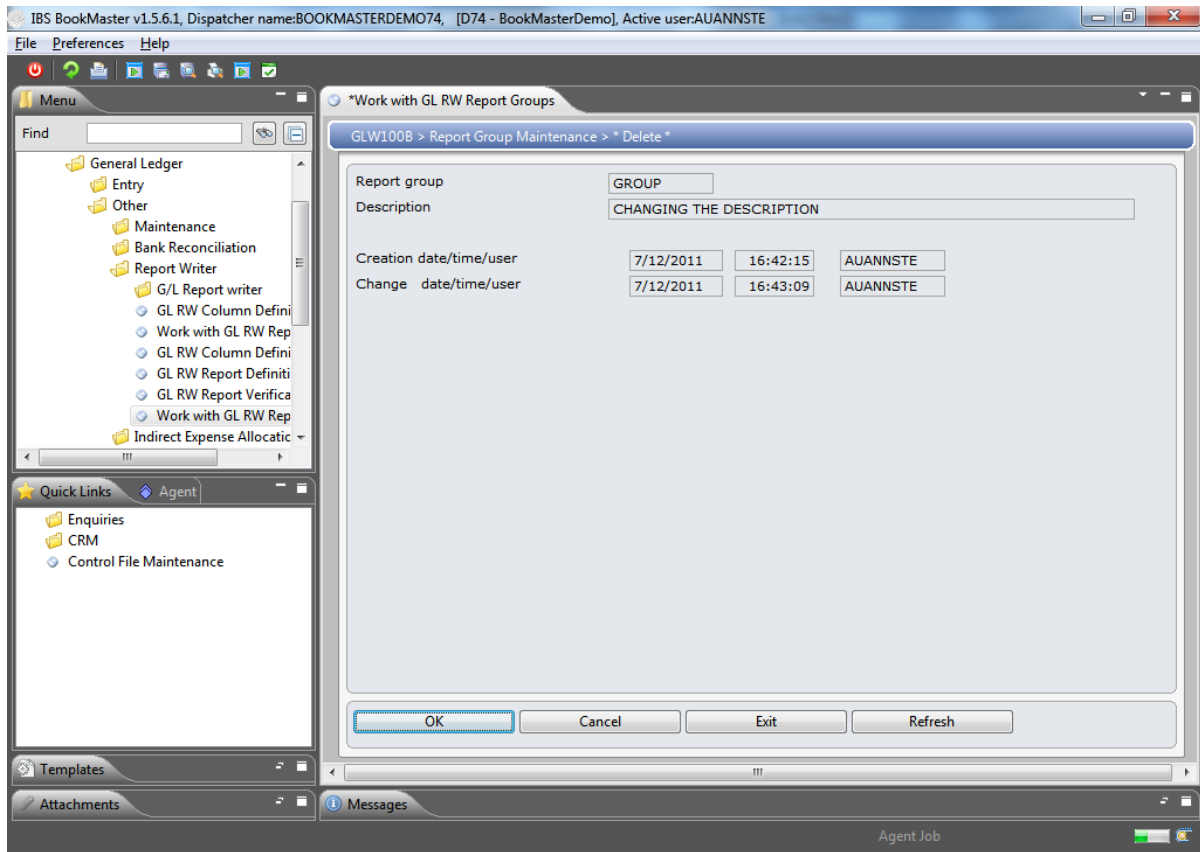 IBS BookMaster v1.5.6.1, Dispatcher name:BOOKMASTERDEMO74, [D74 - BookMasterDemo], Active user:AUANNSTE
File Preferences Help
Menu
Find
General Ledger
Entry
Other
Maintenance
Bank Reconciliation
Report Writer
G/L Report writer
GL RW Column Defini
Work with GL RW Rep
GL RW Column Defini
GL RW Report Definiti
GL RW Report Verifica
Work with GL RW Rep
Indirect Expense Allocatic
Quick Links Agent
Enquiries
CRM
Control File Maintenance
Templates
Attachments
*Work with GL RW Report Groups
GLW100B > Report Group Maintenance > * Delete *
Report group GROUP
Description CHANGING THE DESCRIPTION
Creation date/time/user 7/12/2011 16:42:15 AUANNSTE
Change date/time/user 7/12/2011 16:43:09 AUANNSTE
OK Cancel Exit Refresh
Messages
Agent Job